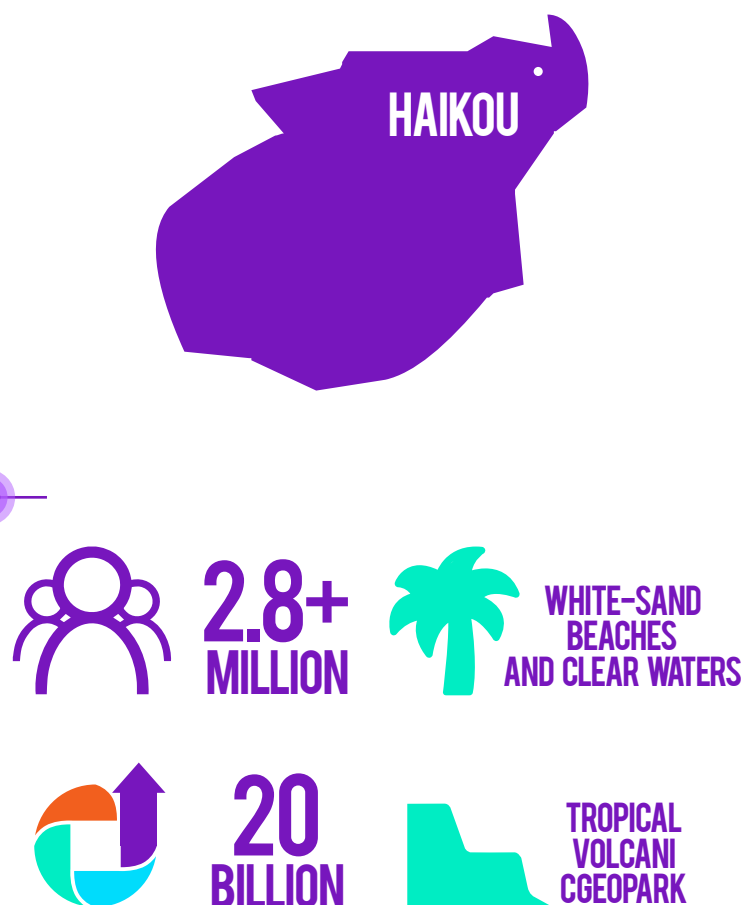 HAIKOU
2.8+
MILLION
WHITE-SAND
BEACHES
AND CLEAR WATERS
20
BILLION
TROPICAL
VOLCANI
CGEOPARK